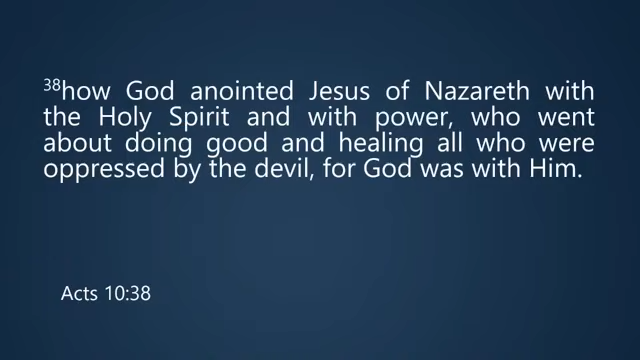 ³⁸how God anointed Jesus of Nazareth with
the Holy Spirit and with power, who went
about doing good and healing all who were
oppressed by the devil, for God was with Him.
Acts 10:38